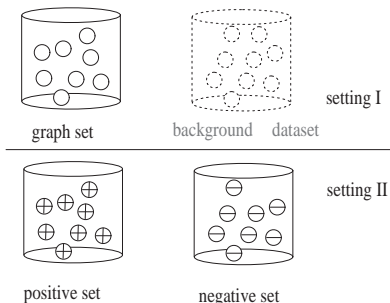 setting I
graph set
background dataset
setting II
positive set
negative set